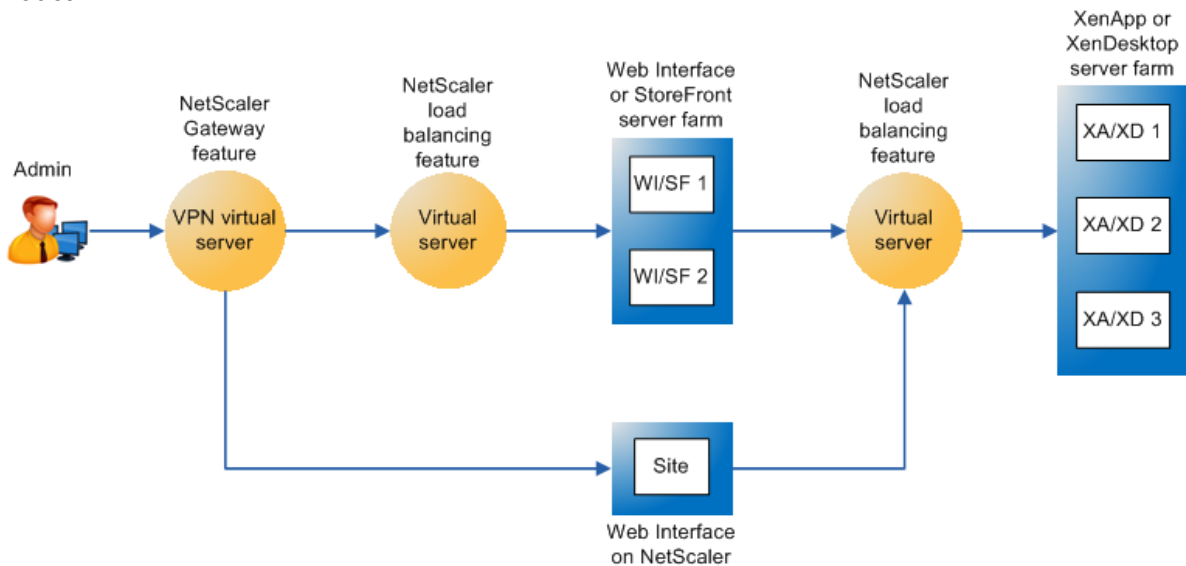 Admin
NetScaler
Gateway
feature
VPN virtual
server
NetScaler
load
balancing
feature
Virtual
server
Web Interface
or StoreFront
server farm
WI/SF 1
WI/SF 2
NetScaler
load
balancing
feature
Virtual
server
XenApp or
XenDesktop
server farm
XA/XD 1
XA/XD 2
XA/XD 3
Site
Web Interface
on NetScaler